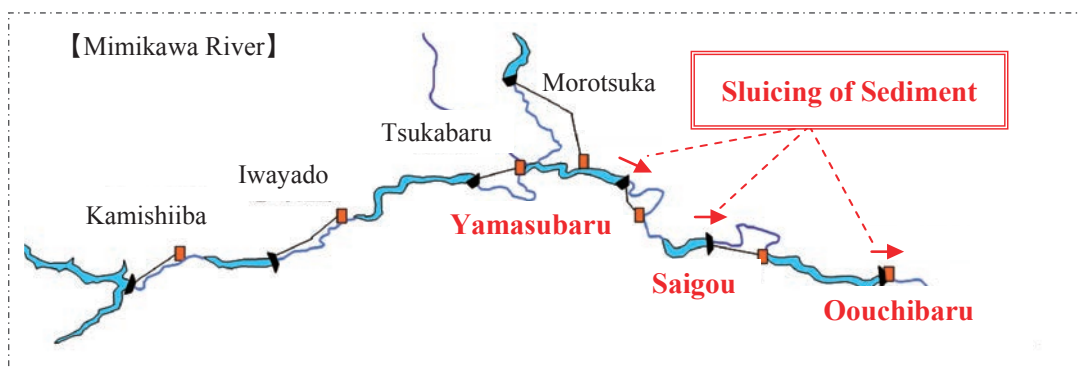 【Mimikawa River】
Morotsuka
Sluicing of Sediment
Tsukabaru
Iwayado
Kamishiiba
Yamasubaru
Saigou
Oouchibaru